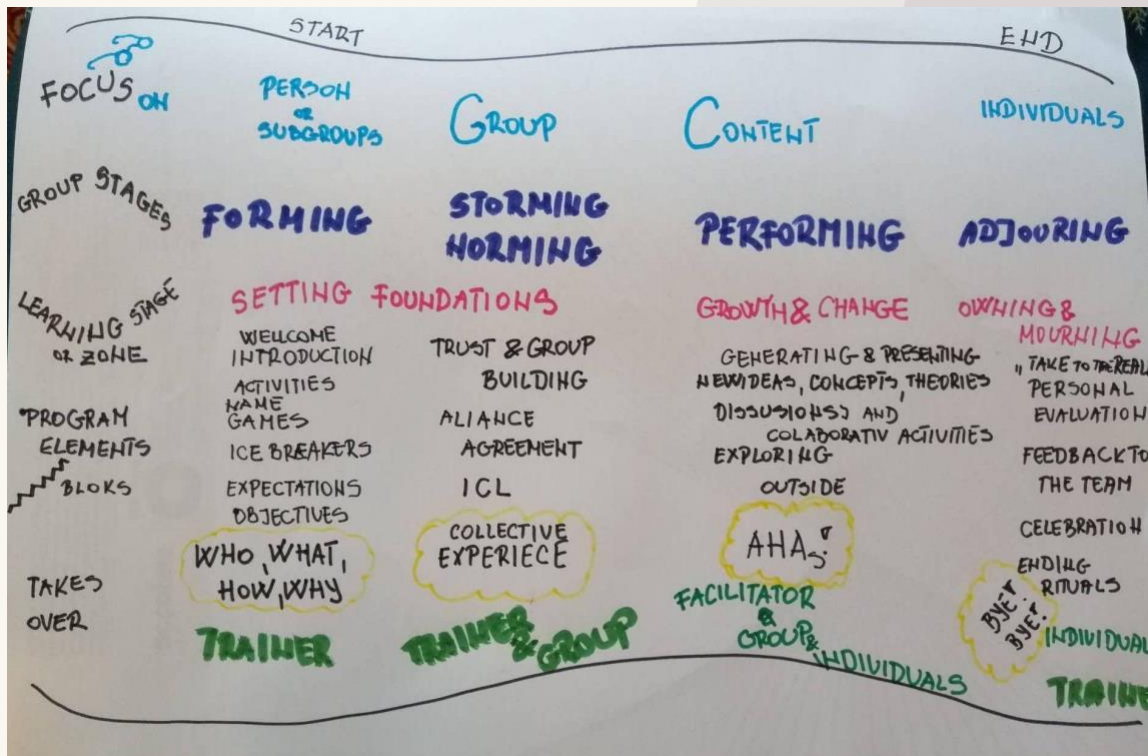 START
END
FOCUS ON
PERSON
OR
SUBGROUPS
GROUP
CONTENT
INDIVIDUALS
GROUP STAGES
FORMING
STORMING
NORMING
PERFORMING
ADJOURING
LEARNING STAGE
OR ZONE
SETTING FOUNDATIONS
GROWTH & CHANGE
OWNING &
MOURNING
PROGRAM
ELEMENTS
BLOKS
WELLCOME
INTRODUCTION
ACTIVITIES
NAME
GAMES
ICE BREAKERS
EXPECTATIONS
OBJECTIVES
TRUST & GROUP
BUILDING
ALIANCE
AGREEMENT
ICL
GENERATING & PRESENTING
NEW IDEAS, CONCEPTS, THEORIES
DISSUSIONS AND
COLABORATIV ACTIVITIES
EXPLORING
OUTSIDE
"TAKE TO THE REAL
PERSONAL
EVALUATION
FEEDBACK TO
THE TEAM
CELEBRATION
ENDING
RITUALS
WHO, WHAT,
HOW, WHY
COLLECTIVE
EXPERIECE
AHAs!
BYE!
BYE!
TAKES
OVER
TRAINER
TRAINER
& GROUP
FACILITATOR
&
GROUP &
INDIVIDUALS
INDIVIDUAL
TRAINE